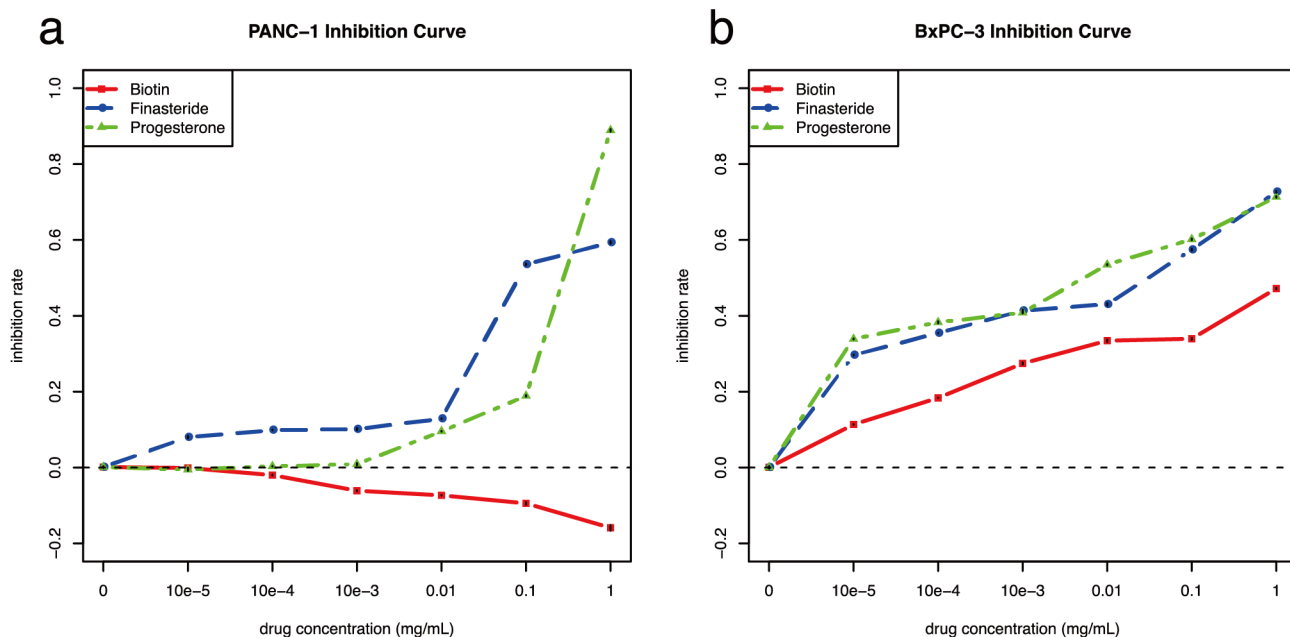 a
PANC−1 Inhibition Curve
Biotin
Finasteride
Progesterone
inhibition rate
1.0
0.8
0.6
0.4
0.2
0.0
−0.2
0 10e−5 10e−4 10e−3 0.01 0.1 1
drug concentration (mg/mL)
b
BxPC−3 Inhibition Curve
Biotin
Finasteride
Progesterone
inhibition rate
1.0
0.8
0.6
0.4
0.2
0.0
−0.2
0 10e−5 10e−4 10e−3 0.01 0.1 1
drug concentration (mg/mL)